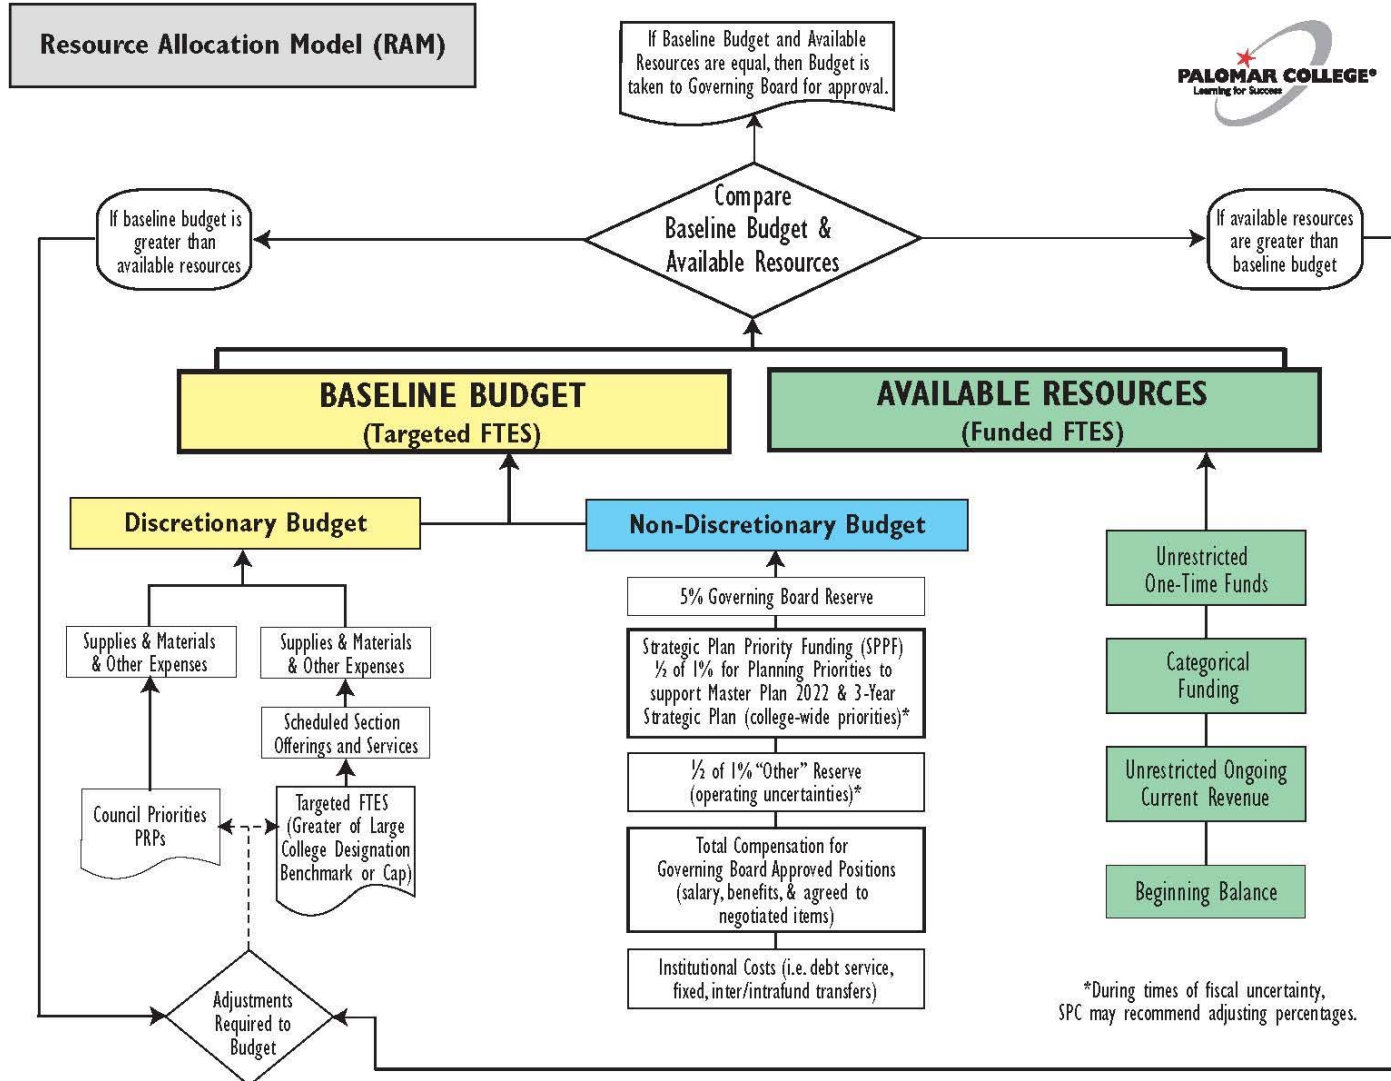 Resource Allocation Model (RAM)
If Baseline Budget and Available
Resources are equal, then Budget is
taken to Governing Board for approval.
PALOMAR COLLEGE®
Learning for Success
If baseline budget is
greater than
available resources
Compare
Baseline Budget &
Available Resources
If available resources
are greater than
baseline budget
BASELINE BUDGET
(Targeted FTES)
AVAILABLE RESOURCES
(Funded FTES)
Discretionary Budget
Non-Discretionary Budget
Supplies & Materials
& Other Expenses
Supplies & Materials
& Other Expenses
Scheduled Section
Offerings and Services
Council Priorities
PRPs
Targeted FTES
(Greater of Large
College Designation
Benchmark or Cap)
Adjustments
Required to
Budget
5% Governing Board Reserve
Strategic Plan Priority Funding (SPPF)
½ of 1% for Planning Priorities to
support Master Plan 2022 & 3-Year
Strategic Plan (college-wide priorities)*
½ of 1% "Other" Reserve
(operating uncertainties)*
Total Compensation for
Governing Board Approved Positions
(salary, benefits, & agreed to
negotiated items)
Institutional Costs (i.e. debt service,
fixed, inter/intrafund transfers)
Unrestricted
One-Time Funds
Categorical
Funding
Unrestricted Ongoing
Current Revenue
Beginning Balance
*During times of fiscal uncertainty,
SPC may recommend adjusting percentages.